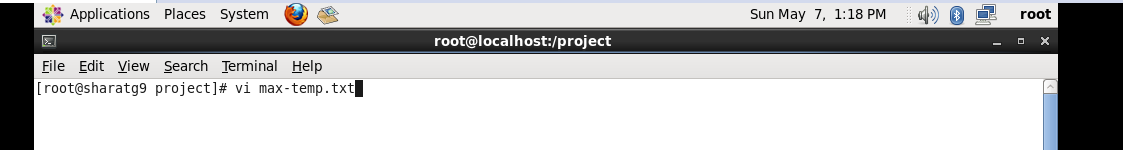 Applications Places System Sun May 7, 1:18 PM root
root@localhost:/project
File Edit View Search Terminal Help
[root@sharatg9 project]# vi max-temp.txt